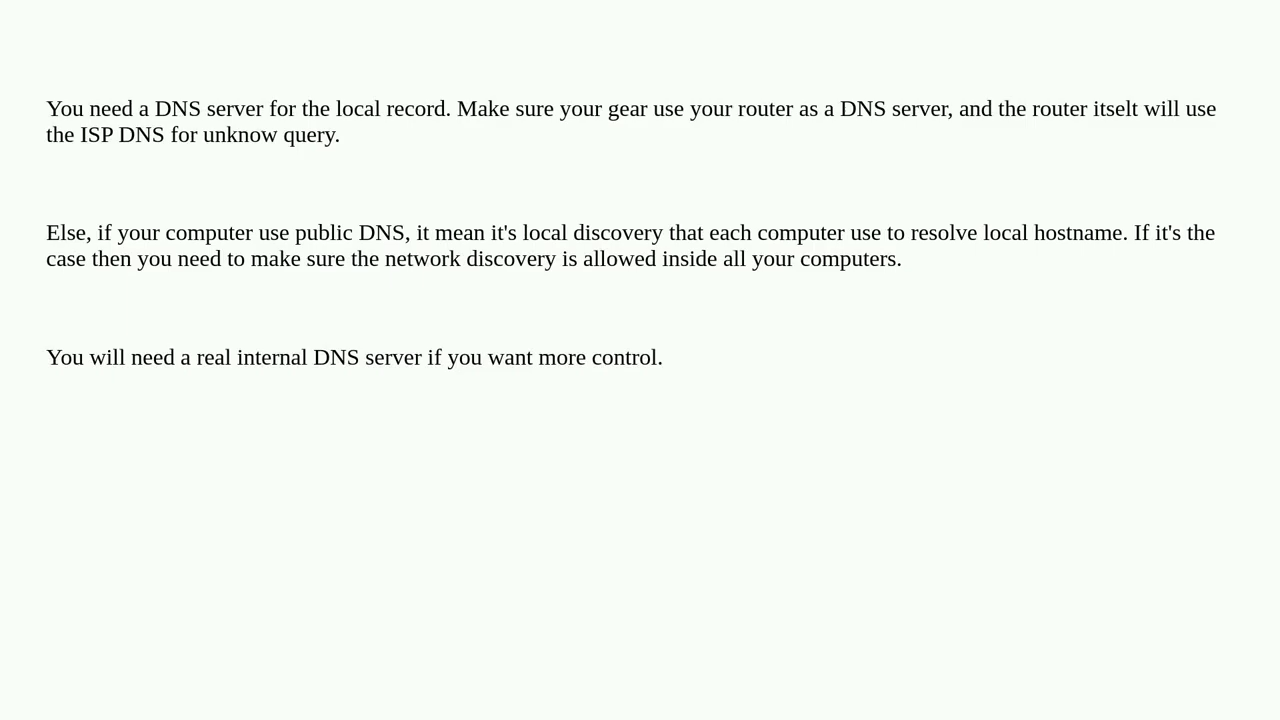 You need a DNS server for the local record. Make sure your gear use your router as a DNS server, and the router itselt will use
the ISP DNS for unknow query.
Else, if your computer use public DNS, it mean it's local discovery that each computer use to resolve local hostname. If it's the
case then you need to make sure the network discovery is allowed inside all your computers.
You will need a real internal DNS server if you want more control.